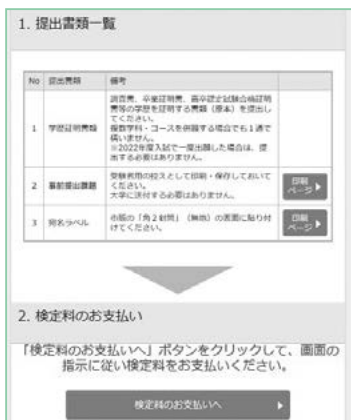 1. 提出書類一覧
No 提出書類 備考
1 学歴証明書類
調査書、卒業証明書、高卒認定試験合格証明
書等の学歴を証明する書類（原本）を提出し
てください。
複数学科・コースを併願する場合でも1通で
構いません。
※2022年度入試で一度出願した場合は、提
出する必要はありません。
2 事前提出課題
受験者用の控えとして印刷・保存しておいて
ください。
大学に送付する必要はありません。
印刷
ページ
3 宛名ラベル
市販の「角2封筒」（無地）の表面に貼り付
けてください。
印刷
ページ
2. 検定料のお支払い
「検定料のお支払いへ」ボタンをクリックして、画面の
指示に従い検定料をお支払いください。
検定料のお支払いへ